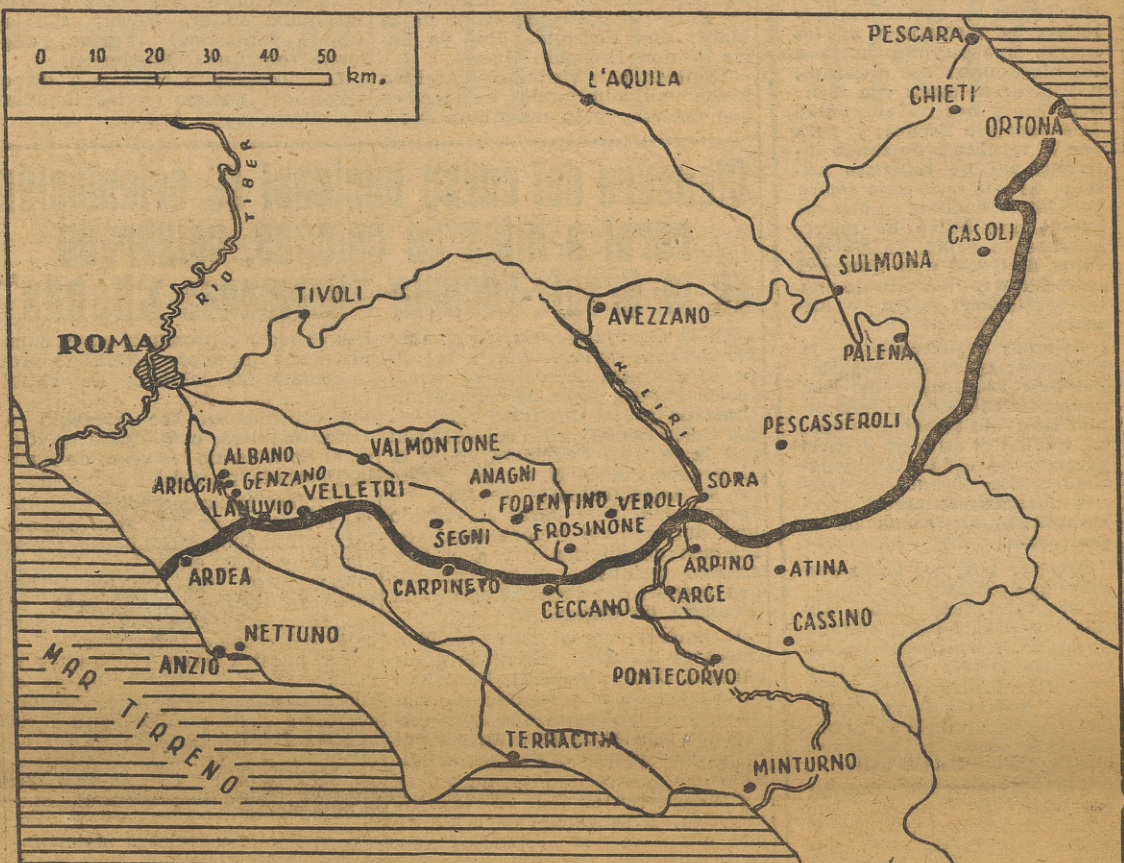 0 10 20 30 40 50 km.
PESCARA
L'AQUILA
CHIETI
ORTONA
RIO TIBER
CASOLI
SULMONA
TIVOLI
AVEZZANO
ROMA
PALENA
R. LIRI
PESCASSEROLI
VALMONTONE
ALBANO
GENZANO
ARICCIA
ANAGNI
SORA
VELLETRI
LANUVIO
FORENTINO
VEROLI
FROSINONE
SEGNI
ARPINO
ATINA
ARDEA
CARPINETO
CECCANO
ARCE
CASSINO
NETTUNO
ANZIO
PONTECORVO
MAR TIRRENO
TERRACINA
MINTURNO